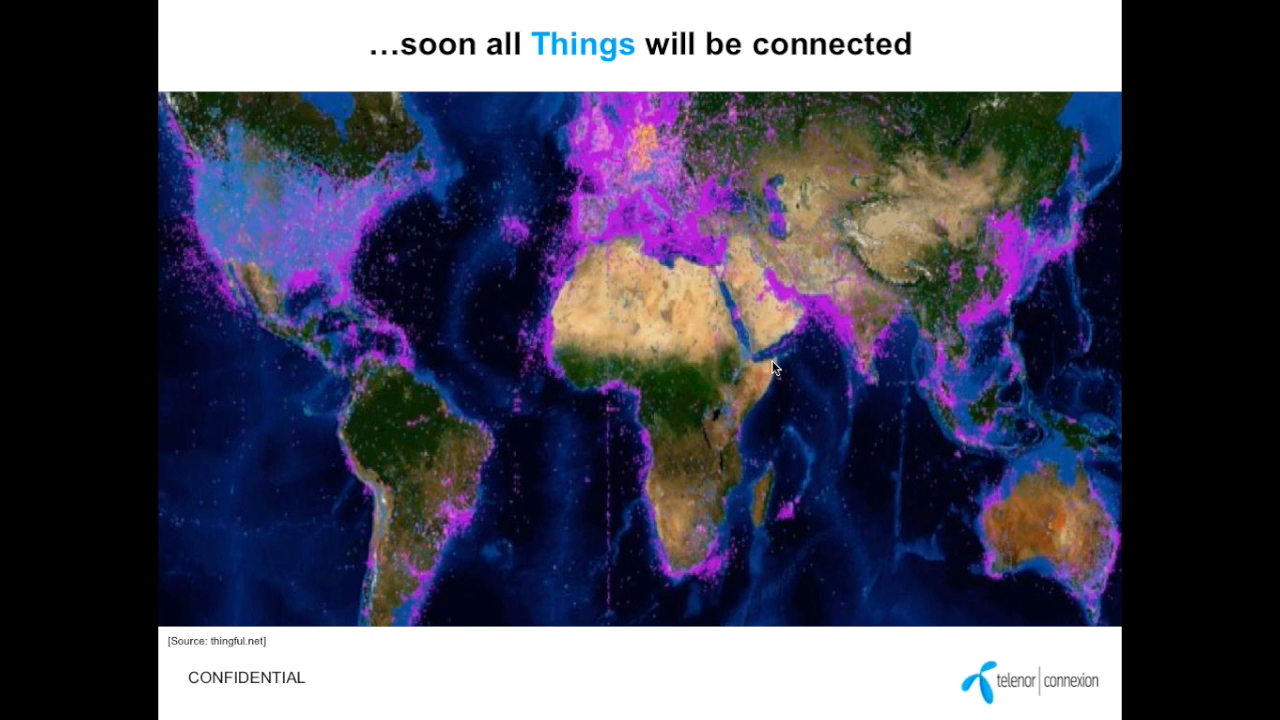 …soon all Things will be connected
[Source: thingful.net]
CONFIDENTIAL
telenor | connexion